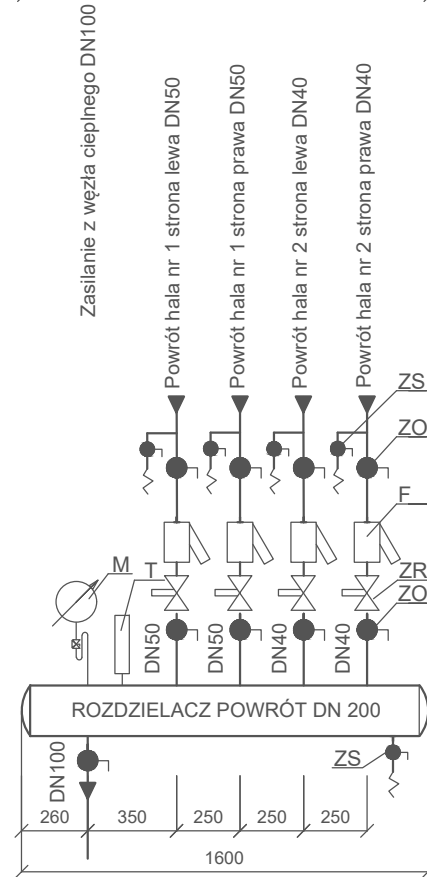 Zasilanie z węzła cieplnego DN100
Powrót hala nr 1 strona lewa DN50
Powrót hala nr 1 strona prawa DN50
Powrót hala nr 2 strona lewa DN40
Powrót hala nr 2 strona prawa DN40
ZS
ZO
F
M
T
ZR
ZO
DN50
DN50
DN40
DN40
ROZDZIELACZ POWRÓT DN 200
DN100
ZS
260
350
250
250
250
1600